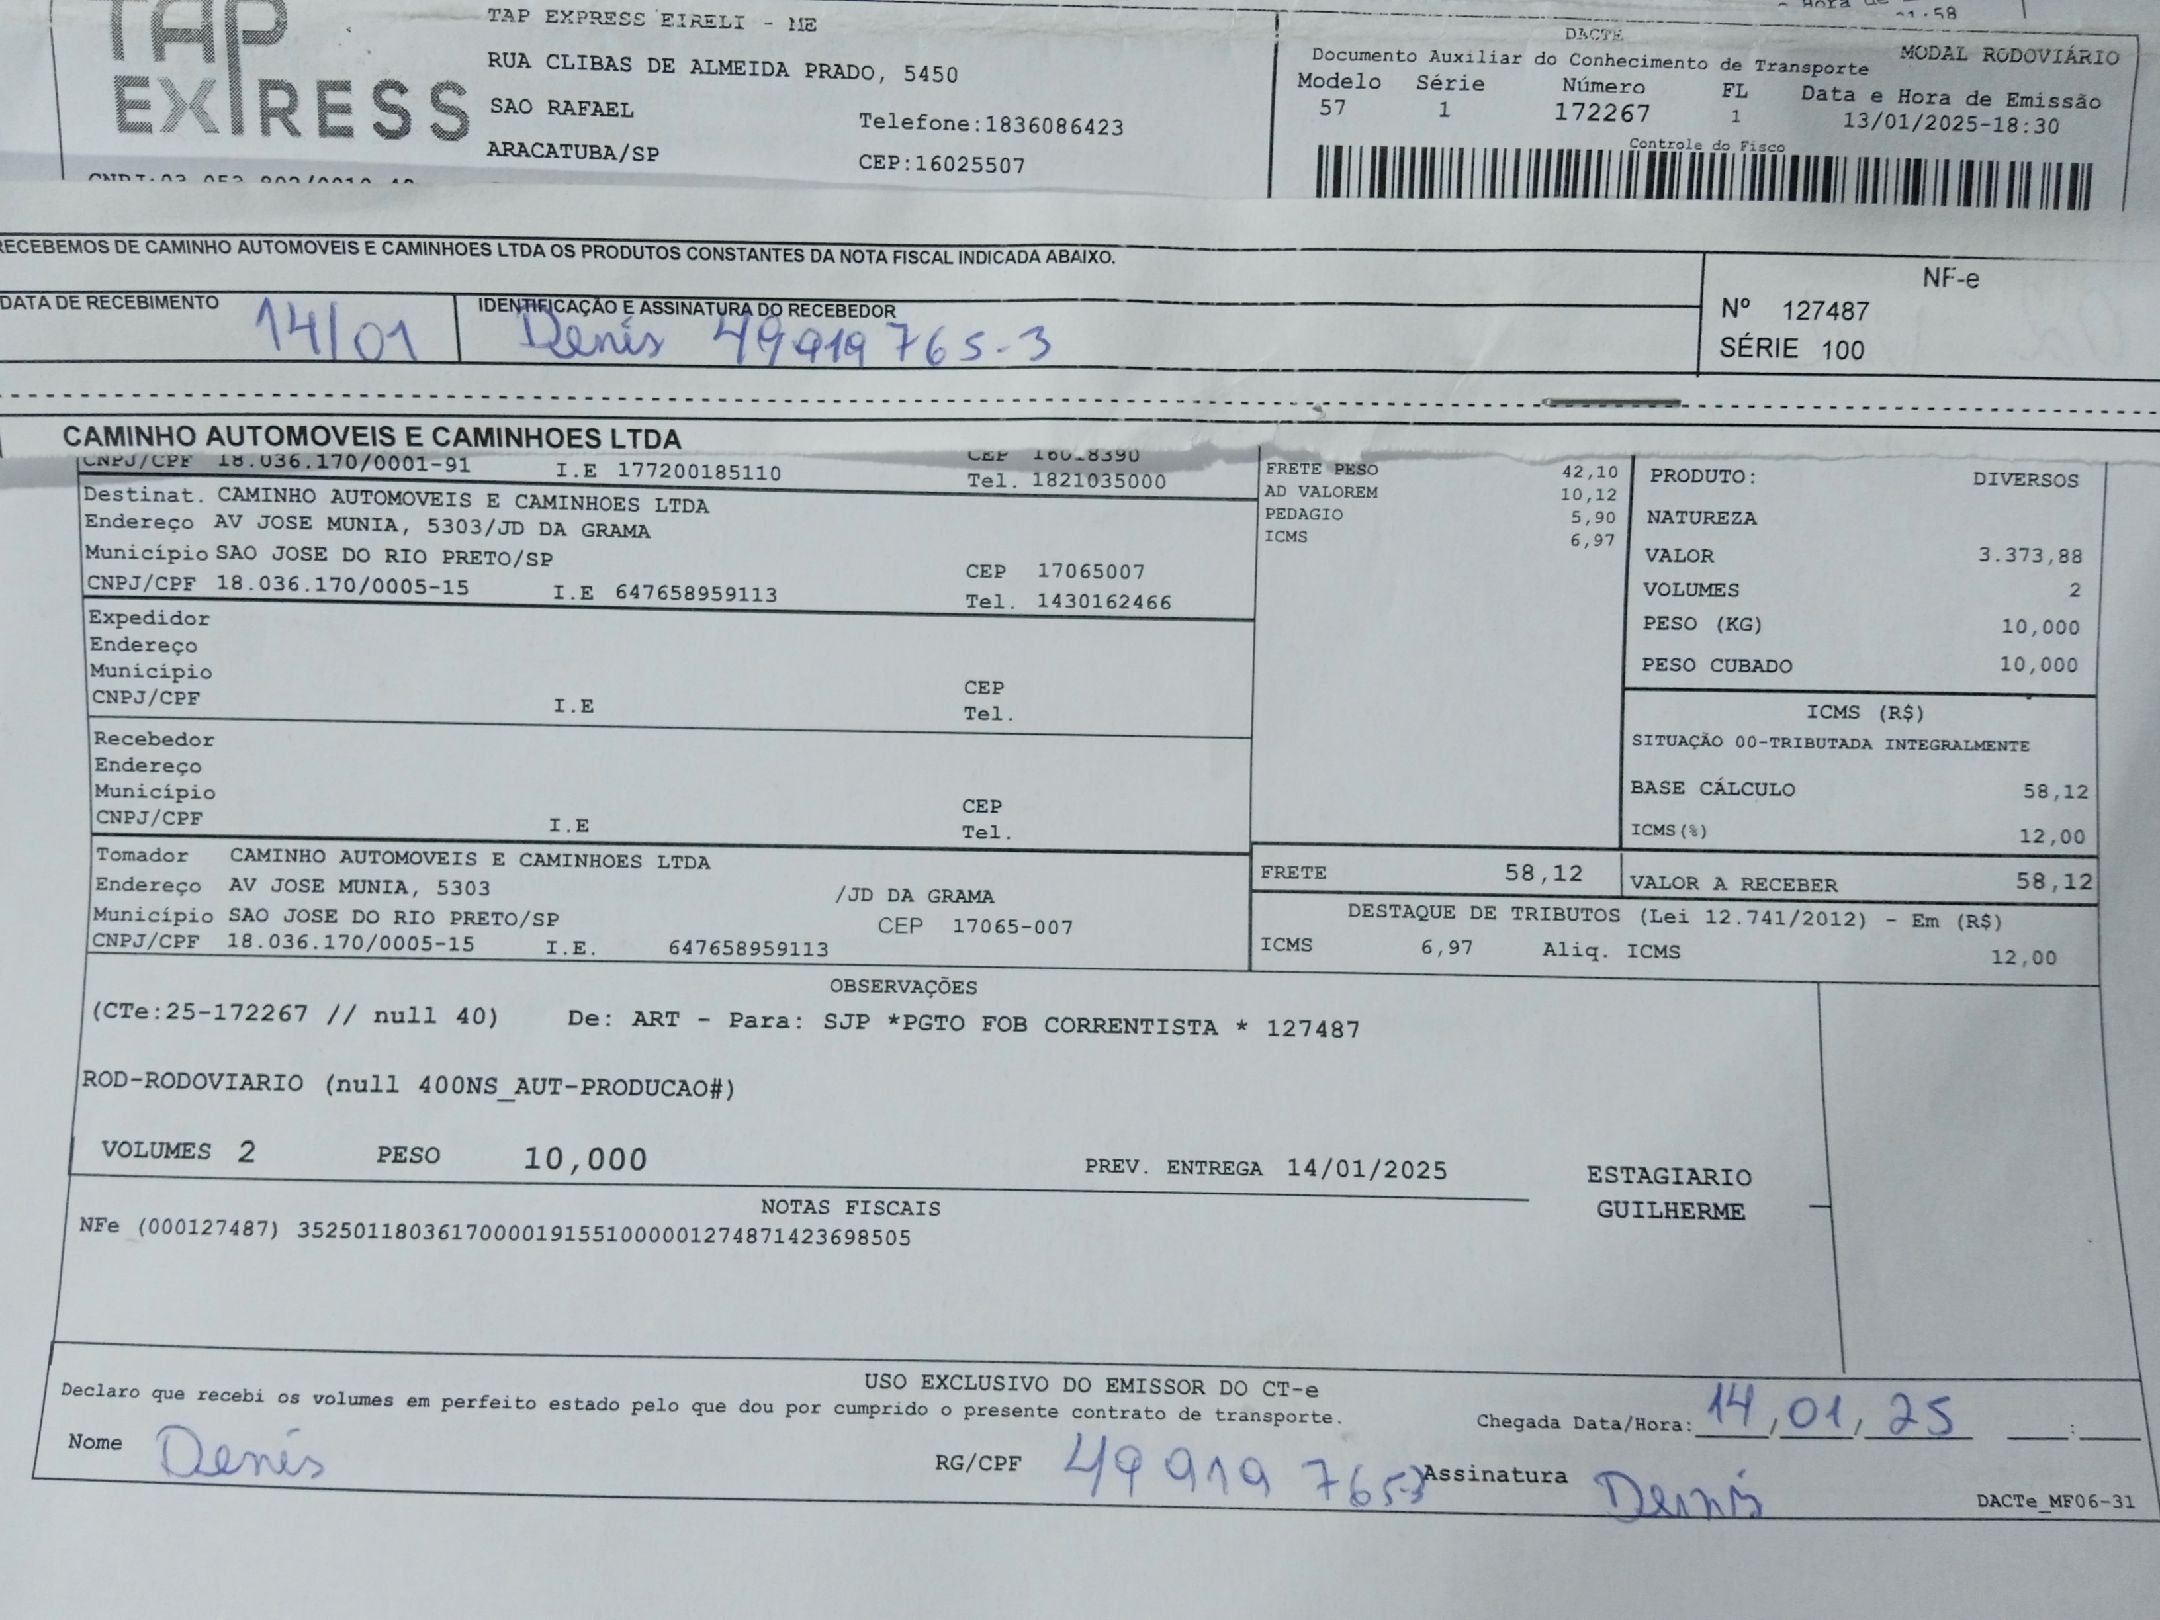 TAP
EXPRESS
TAP EXPRESS EIRELI - ME
RUA CLIBAS DE ALMEIDA PRADO, 5450
SAO RAFAEL
Telefone:1836086423
ARACATUBA/SP
CEP:16025507
DACTE
Documento Auxiliar do Conhecimento de Transporte
MODAL RODOVIÁRIO
Modelo Série Número FL Data e Hora de Emissão
57 1 172267 1 13/01/2025-18:30
Controle do Fisco
RECEBEMOS DE CAMINHO AUTOMOVEIS E CAMINHOES LTDA OS PRODUTOS CONSTANTES DA NOTA FISCAL INDICADA ABAIXO.
DATA DE RECEBIMENTO
14/01
IDENTIFICAÇÃO E ASSINATURA DO RECEBEDOR
Denis 49919765-3
NF-e
Nº 127487
SÉRIE 100
CAMINHO AUTOMOVEIS E CAMINHOES LTDA
CNPJ/CPF 18.036.170/0001-91 I.E 177200185110
CEP 16018390
Tel. 1821035000
Destinat. CAMINHO AUTOMOVEIS E CAMINHOES LTDA
Endereço AV JOSE MUNIA, 5303/JD DA GRAMA
Município SAO JOSE DO RIO PRETO/SP
CEP 17065007
CNPJ/CPF 18.036.170/0005-15 I.E 647658959113
Tel. 1430162466
Expedidor
Endereço
Município
CEP
CNPJ/CPF I.E Tel.
Recebedor
Endereço
Município
CEP
CNPJ/CPF I.E Tel.
Tomador CAMINHO AUTOMOVEIS E CAMINHOES LTDA
Endereço AV JOSE MUNIA, 5303 /JD DA GRAMA
Município SAO JOSE DO RIO PRETO/SP CEP 17065-007
CNPJ/CPF 18.036.170/0005-15 I.E. 647658959113
FRETE PESO 42,10
AD VALOREM 10,12
PEDAGIO 5,90
ICMS 6,97
PRODUTO: DIVERSOS
NATUREZA
VALOR 3.373,88
VOLUMES 2
PESO (KG) 10,000
PESO CUBADO 10,000
ICMS (R$)
SITUAÇÃO 00-TRIBUTADA INTEGRALMENTE
BASE CÁLCULO 58,12
ICMS(%) 12,00
FRETE 58,12
VALOR A RECEBER 58,12
DESTAQUE DE TRIBUTOS (Lei 12.741/2012) - Em (R$)
ICMS 6,97 Aliq. ICMS 12,00
OBSERVAÇÕES
(CTe:25-172267 // null 40) De: ART - Para: SJP *PGTO FOB CORRENTISTA * 127487
ROD-RODOVIARIO (null 400NS_AUT-PRODUCAO#)
VOLUMES 2 PESO 10,000 PREV. ENTREGA 14/01/2025
ESTAGIARIO
GUILHERME
NOTAS FISCAIS
NFe (000127487) 35250118036170000191551000001274871423698505
USO EXCLUSIVO DO EMISSOR DO CT-e
Declaro que recebi os volumes em perfeito estado pelo que dou por cumprido o presente contrato de transporte.
Chegada Data/Hora: 14,01,25 :
Nome Denis RG/CPF 49919765-3 Assinatura Denis
DACTe_MF06-31